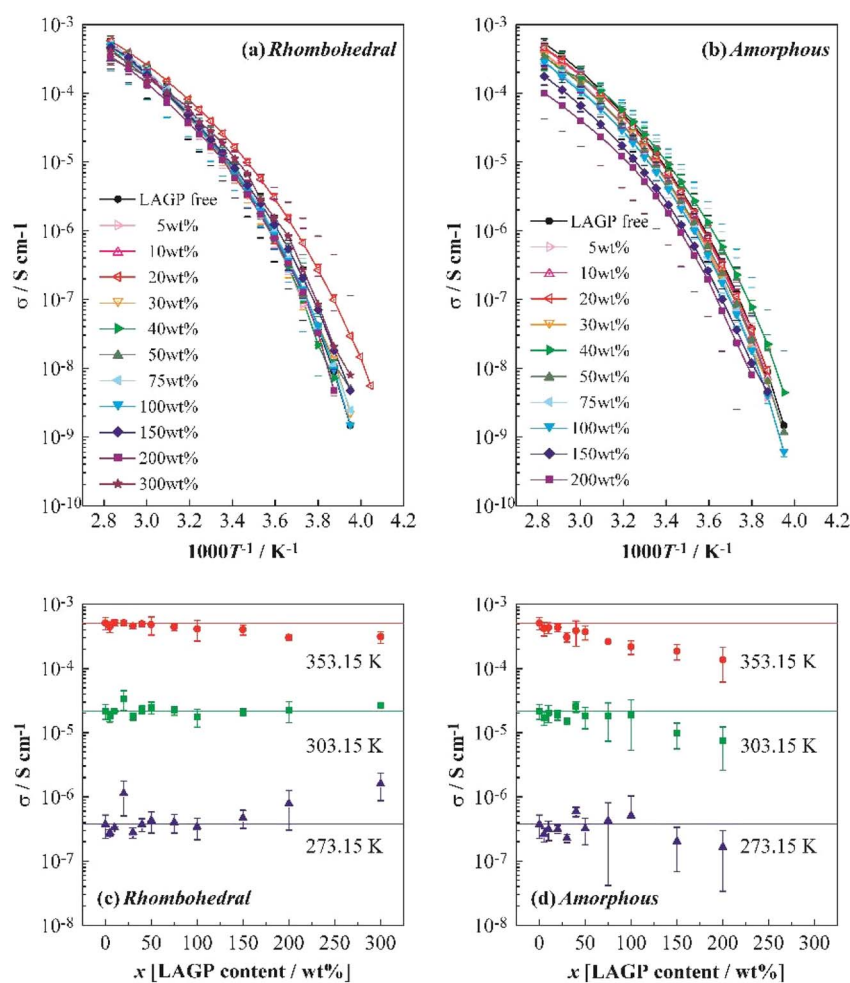 (a) Rhombohedral
10-3
10-4
10-5
10-6
10-7
10-8
10-9
10-10
σ / S cm-1
LAGP free
5wt%
10wt%
20wt%
30wt%
40wt%
50wt%
75wt%
100wt%
150wt%
200wt%
300wt%
2.8 3.0 3.2 3.4 3.6 3.8 4.0 4.2
1000T-1 / K-1
(b) Amorphous
10-3
10-4
10-5
10-6
10-7
10-8
10-9
10-10
σ / S cm-1
LAGP free
5wt%
10wt%
20wt%
30wt%
40wt%
50wt%
75wt%
100wt%
150wt%
200wt%
2.8 3.0 3.2 3.4 3.6 3.8 4.0 4.2
1000T-1 / K-1
10-3
10-4
10-5
10-6
10-7
10-8
σ / S cm-1
353.15 K
303.15 K
273.15 K
(c) Rhombohedral
0 50 100 150 200 250 300
x [LAGP content / wt%]
10-3
10-4
10-5
10-6
10-7
10-8
σ / S cm-1
353.15 K
303.15 K
273.15 K
(d) Amorphous
0 50 100 150 200 250 300
x [LAGP content / wt%]